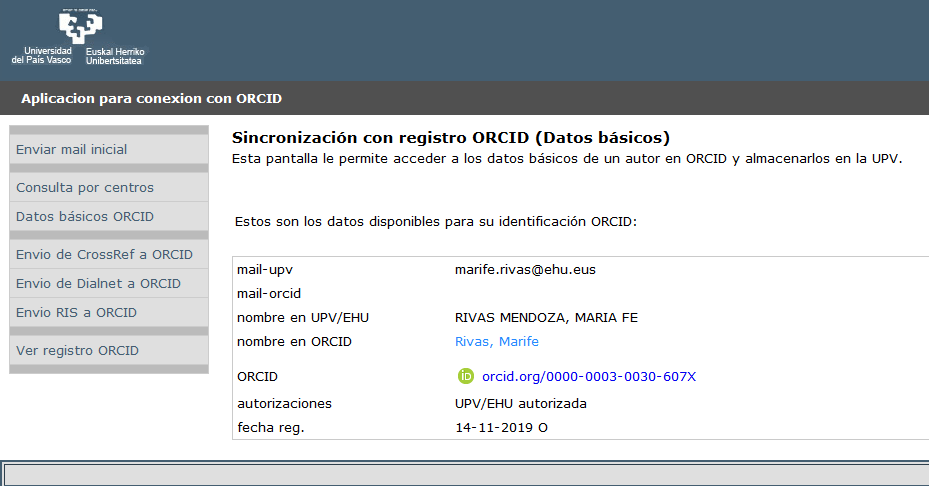 Universidad del País Vasco
Euskal Herriko Unibertsitatea
Aplicacion para conexion con ORCID
Enviar mail inicial
Consulta por centros
Datos básicos ORCID
Envio de CrossRef a ORCID
Envio de Dialnet a ORCID
Envio RIS a ORCID
Ver registro ORCID
Sincronización con registro ORCID (Datos básicos)
Esta pantalla le permite acceder a los datos básicos de un autor en ORCID y almacenarlos en la UPV.
Estos son los datos disponibles para su identificación ORCID:
mail-upv marife.rivas@ehu.eus
mail-orcid
nombre en UPV/EHU RIVAS MENDOZA, MARIA FE
nombre en ORCID Rivas, Marife
ORCID iD orcid.org/0000-0003-0030-607X
autorizaciones UPV/EHU autorizada
fecha reg. 14-11-2019 O